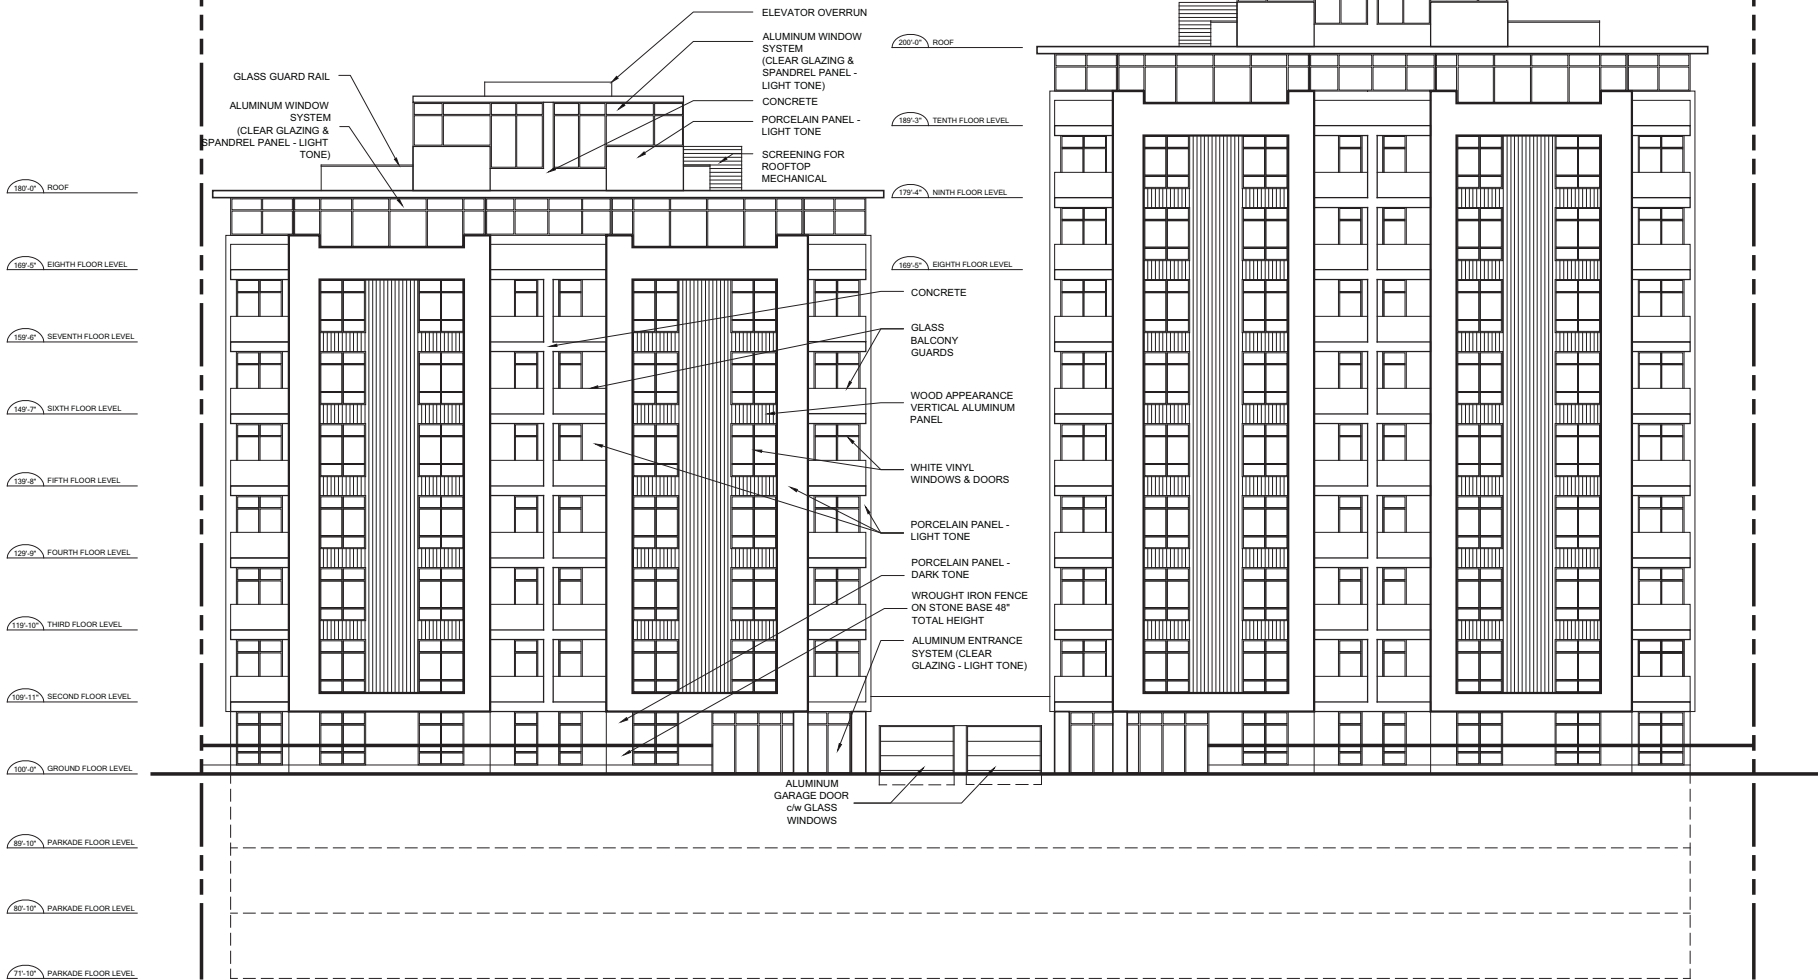 ELEVATOR OVERRUN
ALUMINUM WINDOW
SYSTEM
(CLEAR GLAZING &
SPANDREL PANEL -
LIGHT TONE)
CONCRETE
PORCELAIN PANEL -
LIGHT TONE
SCREENING FOR
ROOFTOP
MECHANICAL
GLASS GUARD RAIL
ALUMINUM WINDOW
SYSTEM
(CLEAR GLAZING &
SPANDREL PANEL - LIGHT
TONE)
180'-0" ROOF
169'-5" EIGHTH FLOOR LEVEL
159'-6" SEVENTH FLOOR LEVEL
149'-7" SIXTH FLOOR LEVEL
139'-8" FIFTH FLOOR LEVEL
129'-9" FOURTH FLOOR LEVEL
119'-10" THIRD FLOOR LEVEL
109'-11" SECOND FLOOR LEVEL
100'-0" GROUND FLOOR LEVEL
89'-10" PARKADE FLOOR LEVEL
80'-10" PARKADE FLOOR LEVEL
71'-10" PARKADE FLOOR LEVEL
200'-0" ROOF
189'-3" TENTH FLOOR LEVEL
179'-4" NINTH FLOOR LEVEL
169'-5" EIGHTH FLOOR LEVEL
CONCRETE
GLASS
BALCONY
GUARDS
WOOD APPEARANCE
VERTICAL ALUMINUM
PANEL
WHITE VINYL
WINDOWS & DOORS
PORCELAIN PANEL -
LIGHT TONE
PORCELAIN PANEL -
DARK TONE
WROUGHT IRON FENCE
ON STONE BASE 48"
TOTAL HEIGHT
ALUMINUM ENTRANCE
SYSTEM (CLEAR
GLAZING - LIGHT TONE)
ALUMINUM
GARAGE DOOR
c/w GLASS
WINDOWS